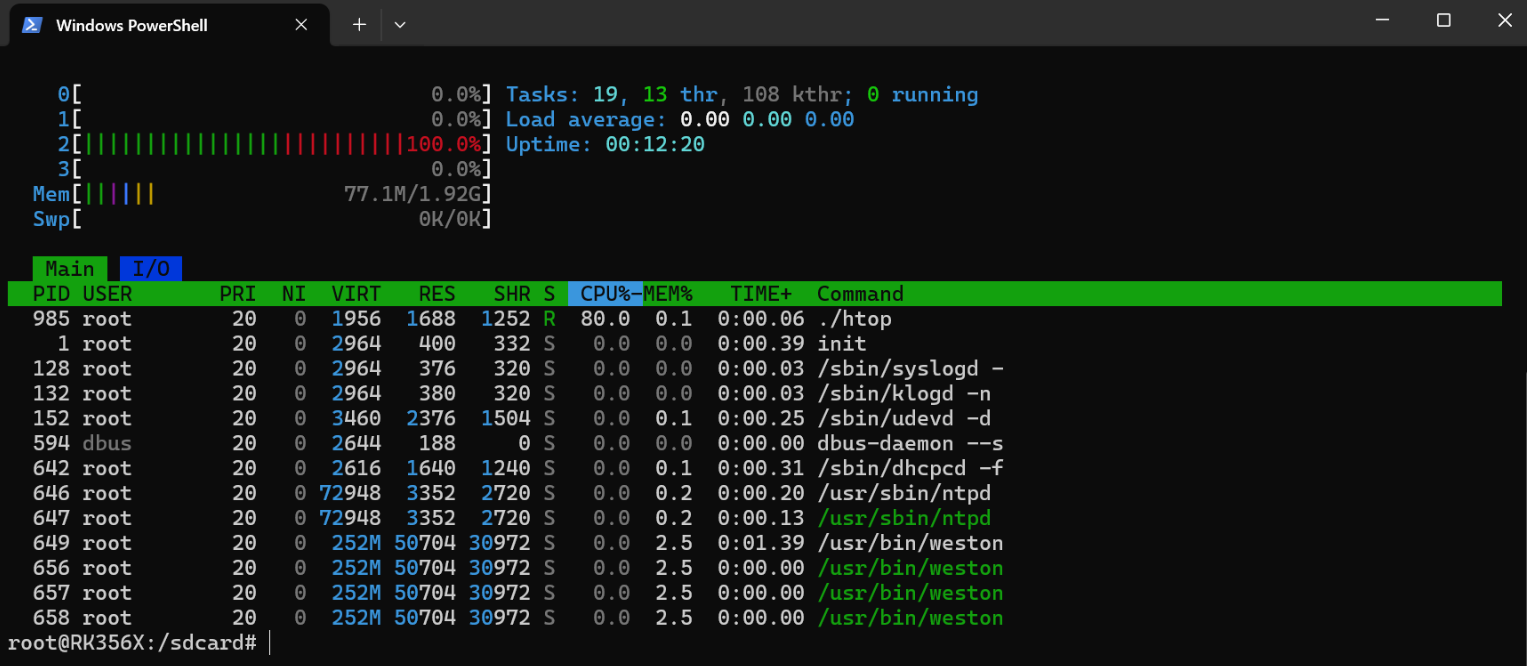 Windows PowerShell
0[ 0.0%] Tasks: 19, 13 thr, 108 kthr; 0 running
1[ 0.0%] Load average: 0.00 0.00 0.00
2[||||||||||||||||||||||||||100.0%] Uptime: 00:12:20
3[ 0.0%]
Mem[|||||| 77.1M/1.92G]
Swp[ 0K/0K]
Main I/O
PID USER PRI NI VIRT RES SHR S CPU%-MEM% TIME+ Command
985 root 20 0 1956 1688 1252 R 80.0 0.1 0:00.06 ./htop
1 root 20 0 2964 400 332 S 0.0 0.0 0:00.39 init
128 root 20 0 2964 376 320 S 0.0 0.0 0:00.03 /sbin/syslogd -
132 root 20 0 2964 380 320 S 0.0 0.0 0:00.03 /sbin/klogd -n
152 root 20 0 3460 2376 1504 S 0.0 0.1 0:00.25 /sbin/udevd -d
594 dbus 20 0 2644 188 0 S 0.0 0.0 0:00.00 dbus-daemon --s
642 root 20 0 2616 1640 1240 S 0.0 0.1 0:00.31 /sbin/dhcpcd -f
646 root 20 0 72948 3352 2720 S 0.0 0.2 0:00.20 /usr/sbin/ntpd
647 root 20 0 72948 3352 2720 S 0.0 0.2 0:00.13 /usr/sbin/ntpd
649 root 20 0 252M 50704 30972 S 0.0 2.5 0:01.39 /usr/bin/weston
656 root 20 0 252M 50704 30972 S 0.0 2.5 0:00.00 /usr/bin/weston
657 root 20 0 252M 50704 30972 S 0.0 2.5 0:00.00 /usr/bin/weston
658 root 20 0 252M 50704 30972 S 0.0 2.5 0:00.00 /usr/bin/weston
root@RK356X:/sdcard#